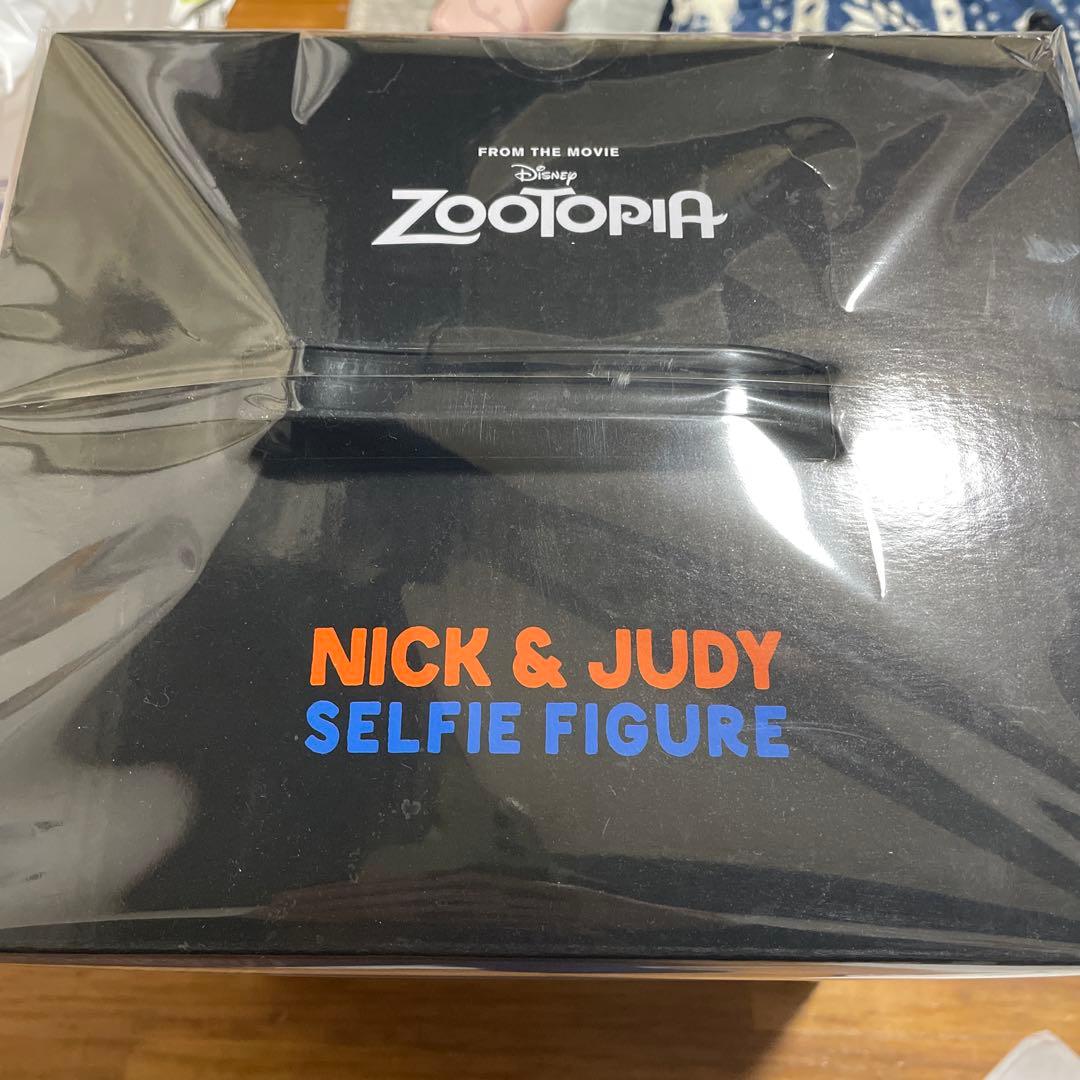 FROM THE MOVIE
Disney
ZOOTOPIA
NICK & JUDY
SELFIE FIGURE